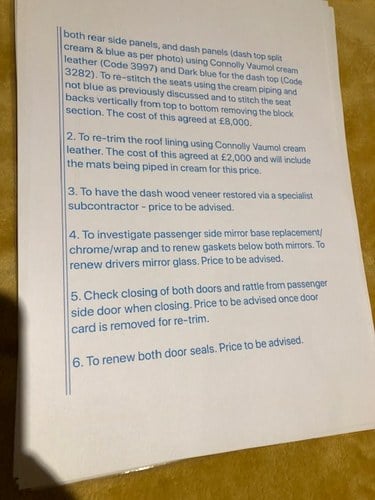 both rear side panels, and dash panels (dash top split
cream & blue as per photo) using Connolly Vaumol cream
leather (Code 3997) and Dark blue for the dash top (Code
3282). To re-stitch the seats using the cream piping and
not blue as previously discussed and to stitch the seat
backs vertically from top to bottom removing the block
section. The cost of this agreed at £8,000.
2. To re-trim the roof lining using Connolly Vaumol cream
leather. The cost of this agreed at £2,000 and will include
the mats being piped in cream for this price.
3. To have the dash wood veneer restored via a specialist
subcontractor - price to be advised.
4. To investigate passenger side mirror base replacement/
chrome/wrap and to renew gaskets below both mirrors. To
renew drivers mirror glass. Price to be advised.
5. Check closing of both doors and rattle from passenger
side door when closing. Price to be advised once door
card is removed for re-trim.
6. To renew both door seals. Price to be advised.